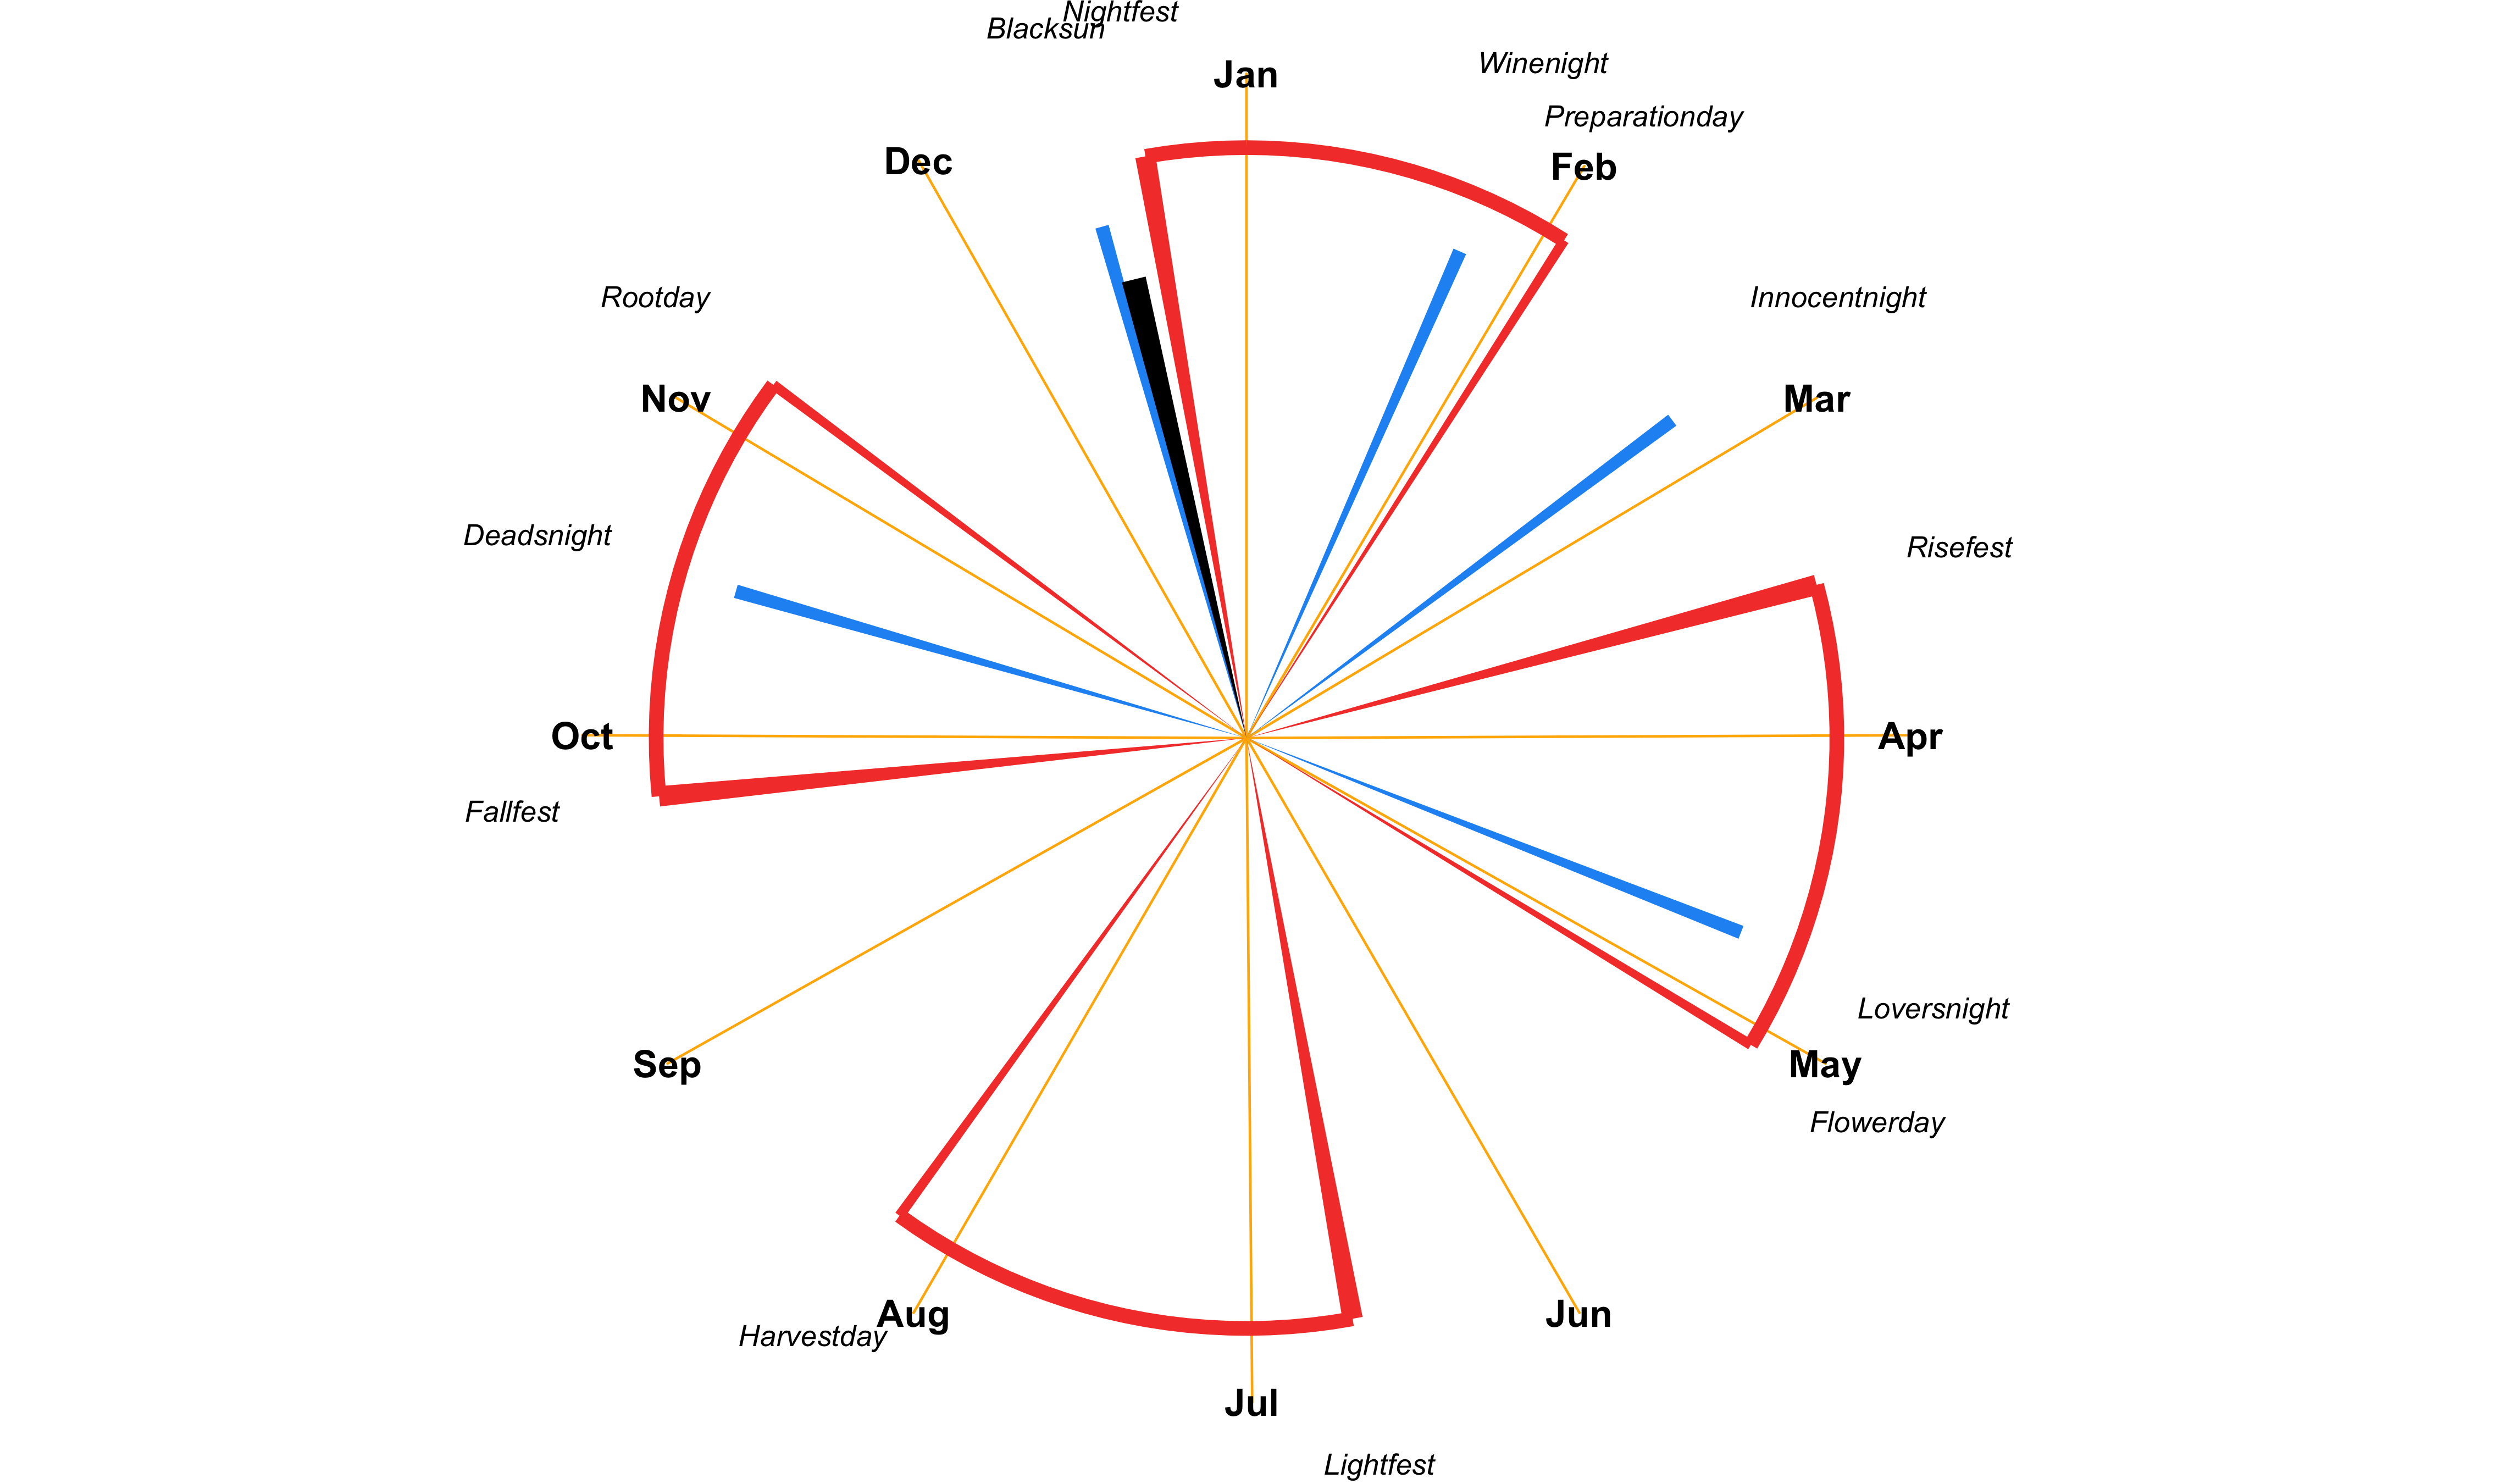 Nightfest
Blacksun
Winenight
Jan
Preparationday
Dec
Feb
Rootday
Innocentnight
Nov
Mar
Deadsnight
Risefest
Oct
Apr
Fallfest
Loversnight
Sep
May
Flowerday
Aug
Jun
Harvestday
Jul
Lightfest